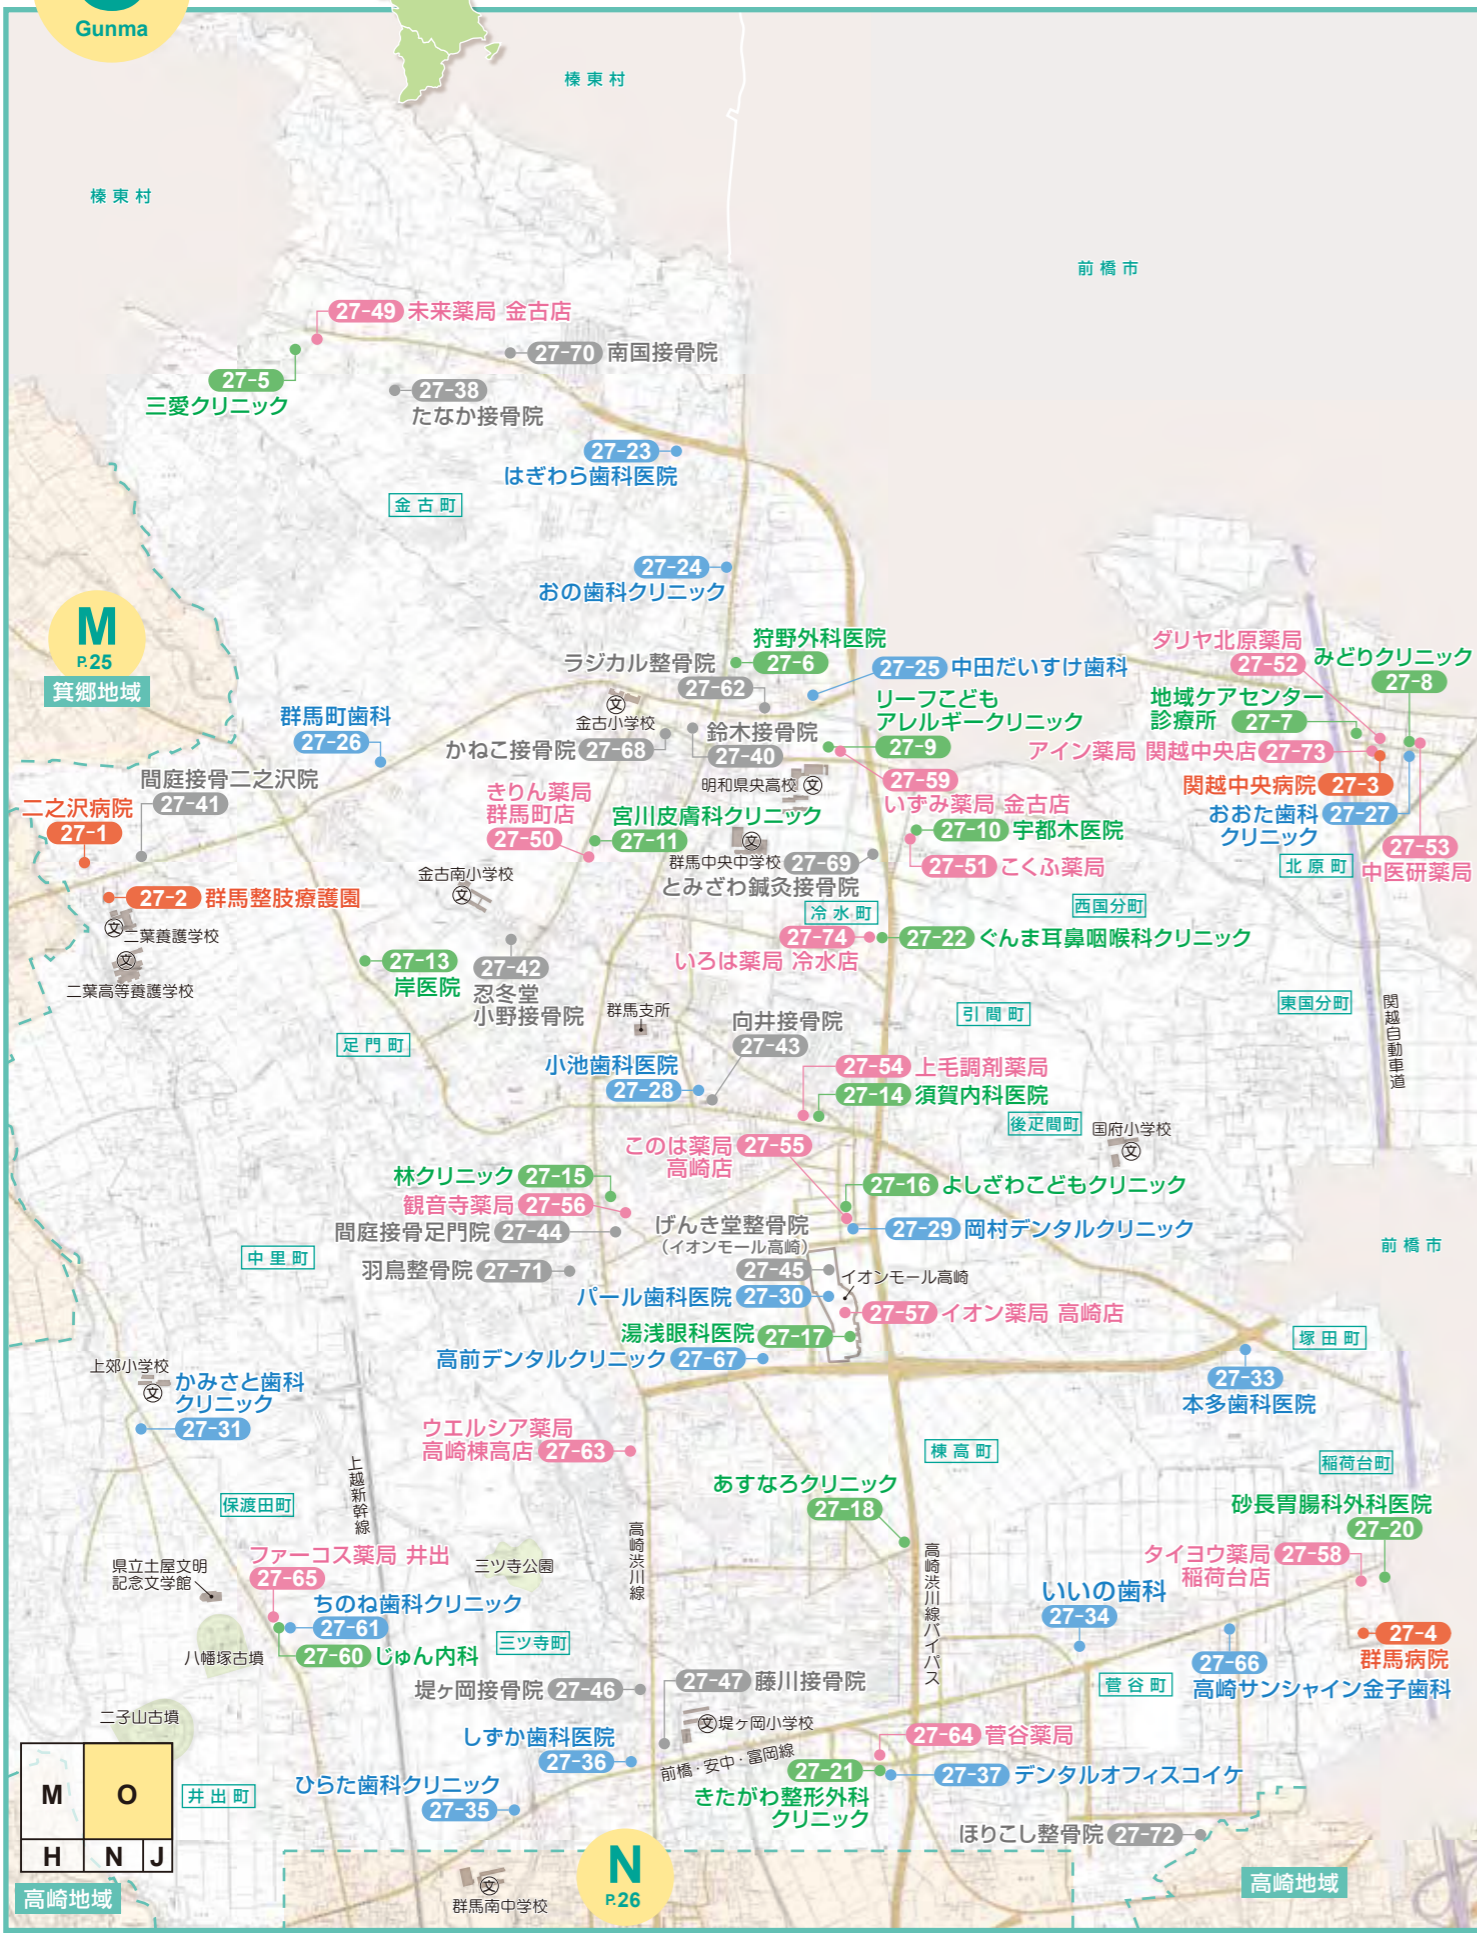 Gunma
榛東村
榛東村
前橋市
27-49 未来薬局 金古店
27-70 南国接骨院
27-5
三愛クリニック
27-38
たなか接骨院
27-23
はぎわら歯科医院
金古町
27-24
おの歯科クリニック
M
P.25
箕郷地域
狩野外科医院
27-6
ラジカル整骨院
27-62
27-25 中田だいすけ歯科
ダリヤ北原薬局
27-52
みどりクリニック
27-8
リーフこども
アレルギークリニック
27-9
地域ケアセンター
診療所 27-7
群馬町歯科
27-26
文
金古小学校
かねこ接骨院 27-68
鈴木接骨院
27-40
アイン薬局 関越中央店 27-73
間庭接骨二之沢院
27-41
明和県央高校 文
27-59
いずみ薬局 金古店
関越中央病院 27-3
きりん薬局
群馬町店
27-50
宮川皮膚科クリニック
27-11
おおた歯科
クリニック 27-27
二之沢病院
27-1
27-10 宇都木医院
27-53
中医研薬局
文
群馬中央中学校 27-69
とみざわ鍼灸接骨院
27-51 こくふ薬局
北原町
金古南小学校
文
27-2 群馬整肢療護園
西国分町
冷水町
文
二葉養護学校
27-74
いろは薬局 冷水店
27-22 ぐんま耳鼻咽喉科クリニック
文
二葉高等養護学校
27-13
岸医院
27-42
忍冬堂
小野接骨院
東国分町
関越自動車道
群馬支所
向井接骨院
27-43
引間町
足門町
小池歯科医院
27-28
27-54 上毛調剤薬局
27-14 須賀内科医院
後疋間町
国府小学校
文
このは薬局 27-55
高崎店
林クリニック 27-15
観音寺薬局 27-56
27-16 よしざわこどもクリニック
間庭接骨足門院 27-44
げんき堂整骨院
（イオンモール高崎）
27-45
27-29 岡村デンタルクリニック
前橋市
中里町
羽鳥整骨院 27-71
イオンモール高崎
パール歯科医院 27-30
27-57 イオン薬局 高崎店
湯浅眼科医院 27-17
塚田町
高前デンタルクリニック 27-67
上郊小学校
文
かみさと歯科
クリニック
27-31
27-33
本多歯科医院
ウエルシア薬局
高崎棟高店 27-63
棟高町
稲荷台町
上越新幹線
あすなろクリニック
27-18
保渡田町
砂長胃腸科外科医院
27-20
高崎渋川線
高崎渋川線バイパス
ファーコス薬局 井出
27-65
三ツ寺公園
タイヨウ薬局 27-58
稲荷台店
県立土屋文明
記念文学館
いいの歯科
27-34
ちのね歯科クリニック
27-61
27-4
群馬病院
三ツ寺町
八幡塚古墳
27-60 じゅん内科
27-66
高崎サンシャイン金子歯科
堤ヶ岡接骨院 27-46
27-47 藤川接骨院
菅谷町
二子山古墳
文 堤ヶ岡小学校
しずか歯科医院
27-36
27-64 菅谷薬局
前橋・安中・富岡線
27-21
きたがわ整形外科
クリニック
27-37 デンタルオフィスコイケ
M O
H N J
井出町
ひらた歯科クリニック
27-35
ほりこし整骨院 27-72
高崎地域
N
P.26
文
群馬南中学校
高崎地域